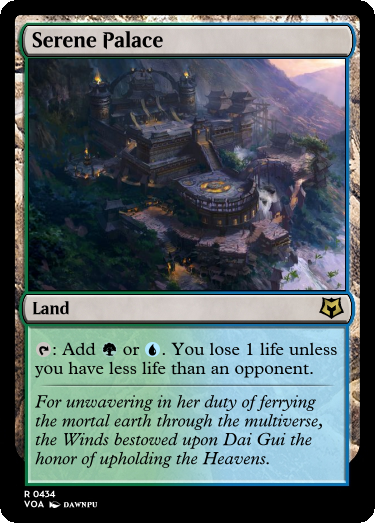 Serene Palace
Land
: Add or . You lose 1 life unless
you have less life than an opponent.
For unwavering in her duty of ferrying
the mortal earth through the multiverse,
the Winds bestowed upon Dai Gui the
honor of upholding the Heavens.
R 0434
VOA DAWNPU